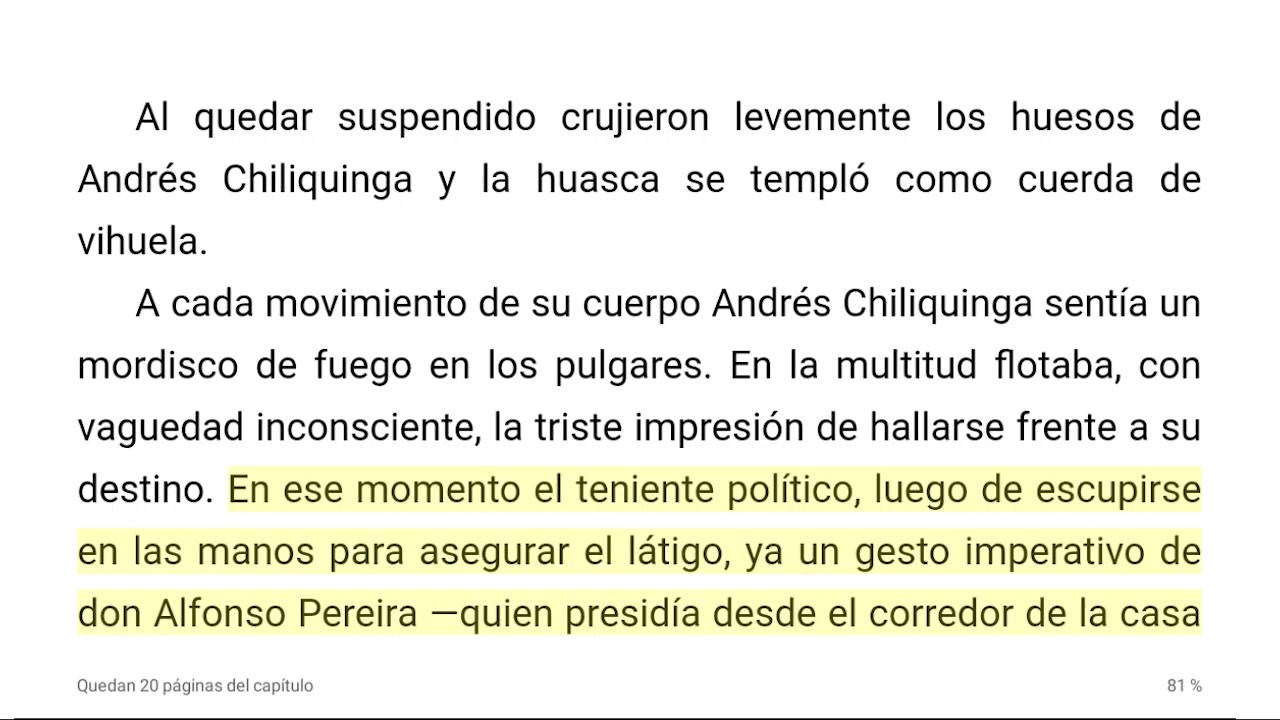 Al quedar suspendido crujieron levemente los huesos de
Andrés Chiliquinga y la huasca se templó como cuerda de
vihuela.
A cada movimiento de su cuerpo Andrés Chiliquinga sentía un
mordisco de fuego en los pulgares. En la multitud flotaba, con
vaguedad inconsciente, la triste impresión de hallarse frente a su
destino. En ese momento el teniente político, luego de escupirse
en las manos para asegurar el látigo, ya un gesto imperativo de
don Alfonso Pereira —quien presidía desde el corredor de la casa
Quedan 20 páginas del capítulo
81 %